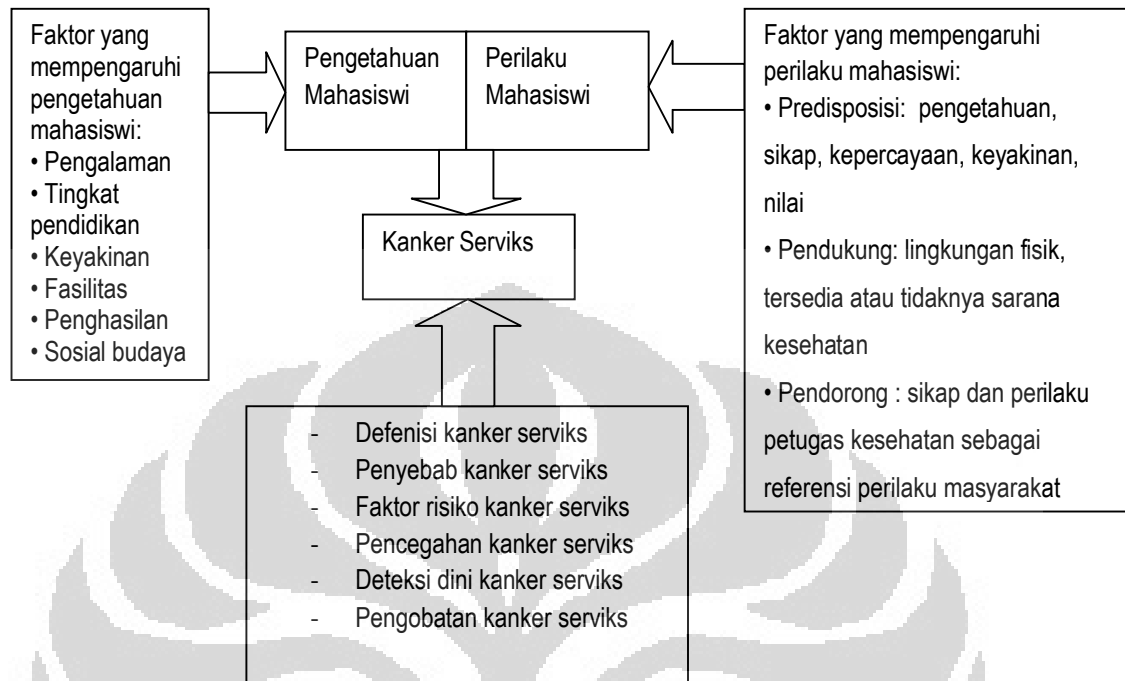 Faktor yang
mempengaruhi
pengetahuan
mahasiswi:
• Pengalaman
• Tingkat
pendidikan
• Keyakinan
• Fasilitas
• Penghasilan
• Sosial budaya
Pengetahuan
Mahasiswi
Perilaku
Mahasiswi
Kanker Serviks
Faktor yang mempengaruhi
perilaku mahasiswi:
• Predisposisi: pengetahuan,
sikap, kepercayaan, keyakinan,
nilai
• Pendukung: lingkungan fisik,
tersedia atau tidaknya sarana
kesehatan
• Pendorong : sikap dan perilaku
petugas kesehatan sebagai
referensi perilaku masyarakat
- Defenisi kanker serviks
- Penyebab kanker serviks
- Faktor risiko kanker serviks
- Pencegahan kanker serviks
- Deteksi dini kanker serviks
- Pengobatan kanker serviks